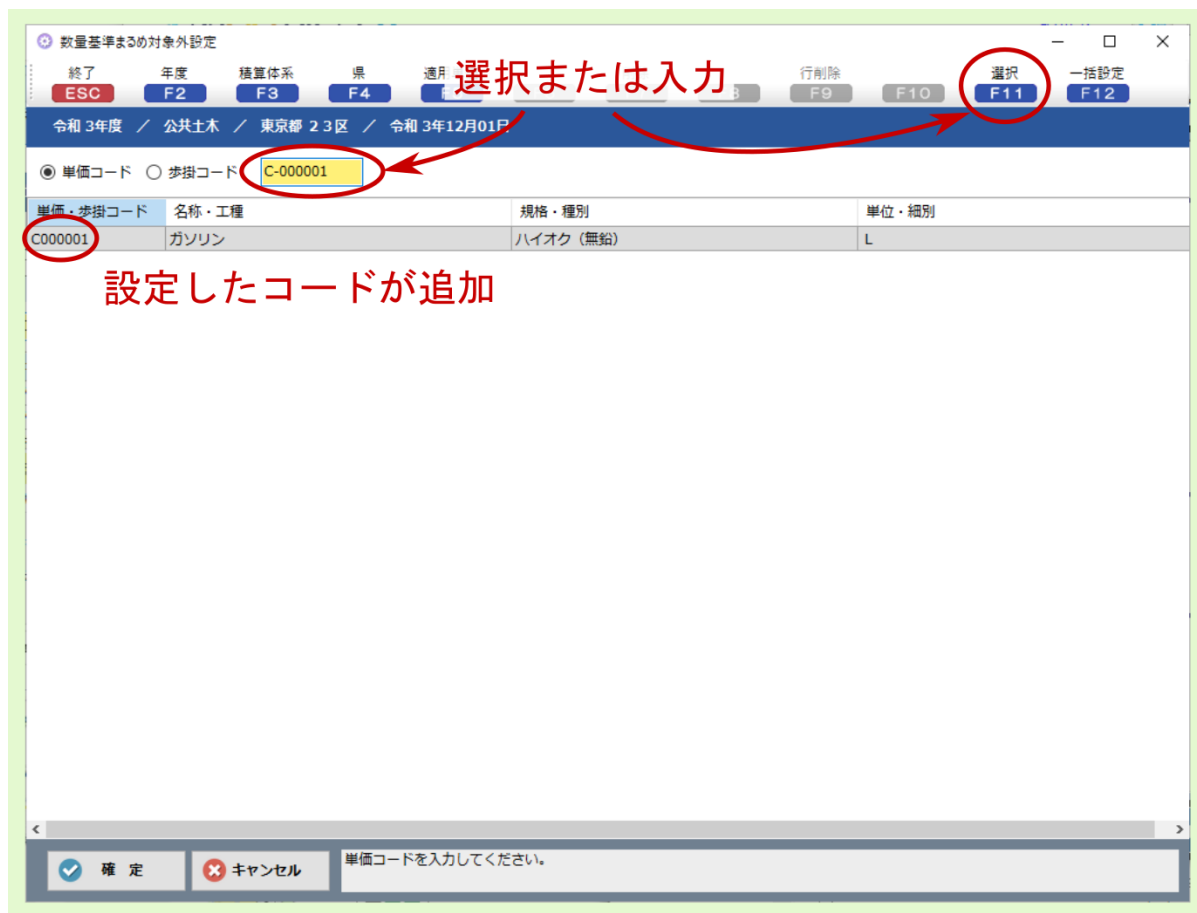 数量基準まるめ対象外設定
終了 年度 積算体系 県 適用 行削除 選択 一括設定
ESC F2 F3 F4 F9 F10 F11 F12
選択または入力
令和 3年度 ／ 公共土木 ／ 東京都 ２３区 ／ 令和 3年12月01日
単価コード 歩掛コード C-000001
単価・歩掛コード 名称・工種 規格・種別 単位・細別
C000001 ガソリン ハイオク（無鉛） L
設定したコードが追加
確 定 キャンセル 単価コードを入力してください。